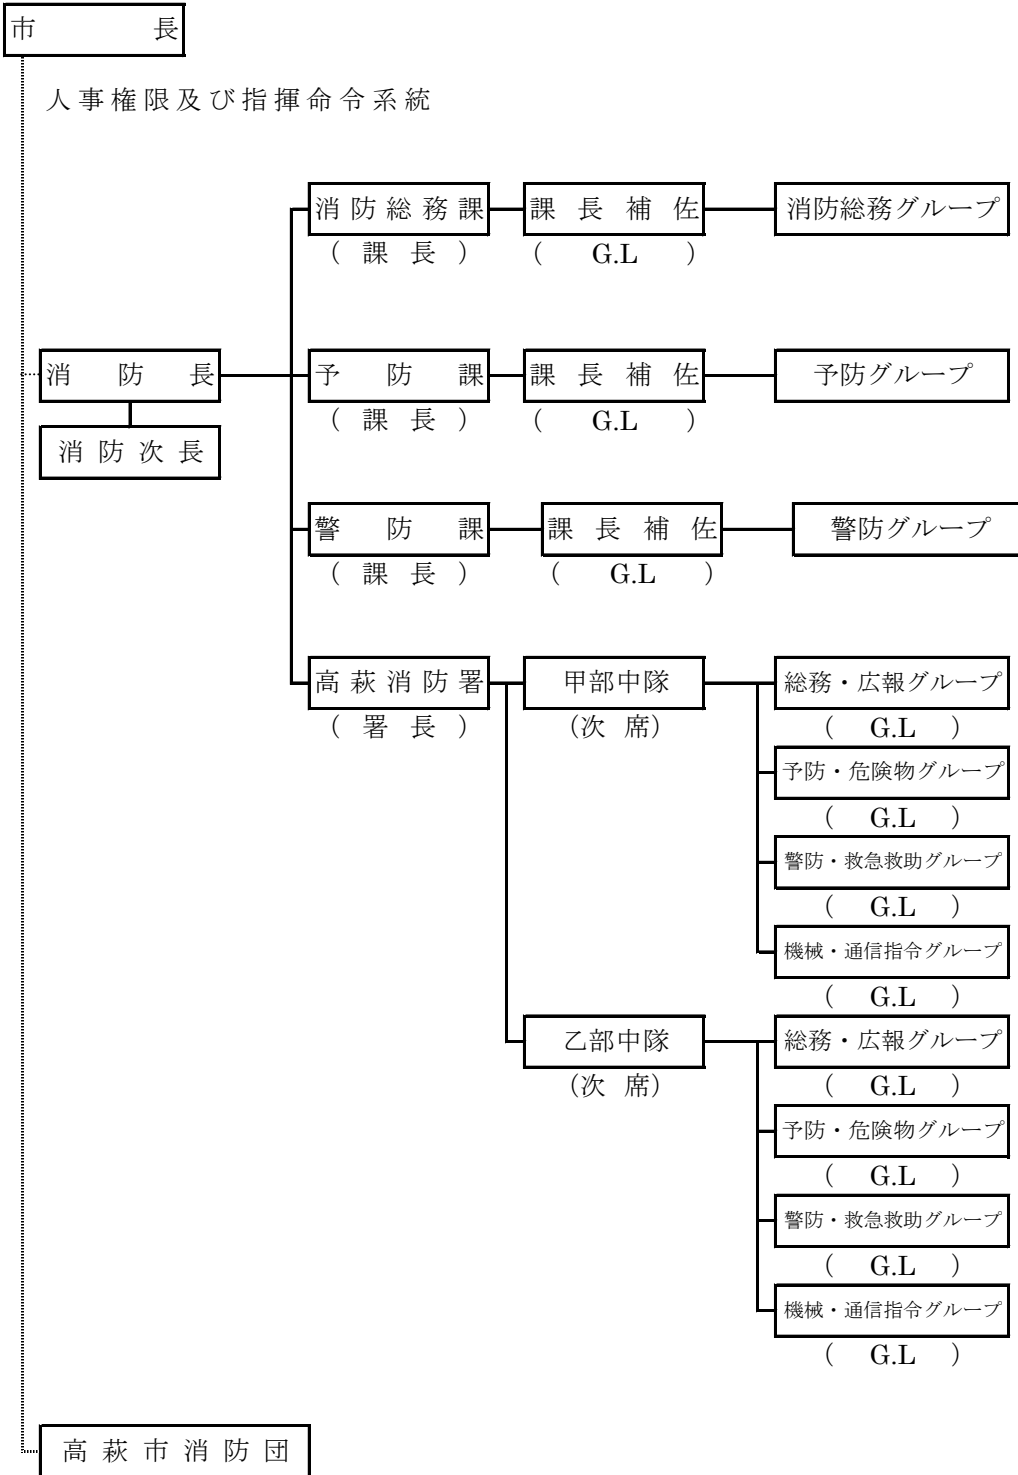 市長
人事権限及び指揮命令系統
消防総務課 課長補佐 消防総務グループ
(課長) (G.L)
消防長 予防課 課長補佐 予防グループ
(課長) (G.L)
消防次長
警防課 課長補佐 警防グループ
(課長) (G.L)
高萩消防署 甲部中隊 総務・広報グループ
(署長) (次席) (G.L)
予防・危険物グループ
(G.L)
警防・救急救助グループ
(G.L)
機械・通信指令グループ
(G.L)
乙部中隊 総務・広報グループ
(次席) (G.L)
予防・危険物グループ
(G.L)
警防・救急救助グループ
(G.L)
機械・通信指令グループ
(G.L)
高萩市消防団